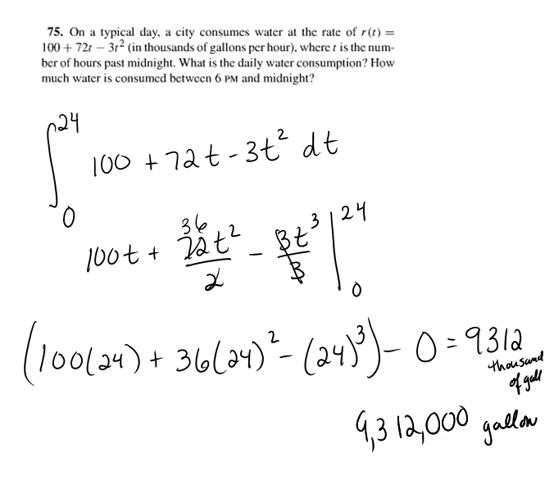 75. On a typical day, a city consumes water at the rate of r(t) =
100 + 72t − 3t² (in thousands of gallons per hour), where t is the num-
ber of hours past midnight. What is the daily water consumption? How
much water is consumed between 6 PM and midnight?
∫₀²⁴ 100 + 72t - 3t² dt
100t + 36 72t²/2 - 3t³/3 |₀²⁴
(100(24) + 36(24)² - (24)³) - 0 = 9312
thousand
of gall
9,312,000 gallon